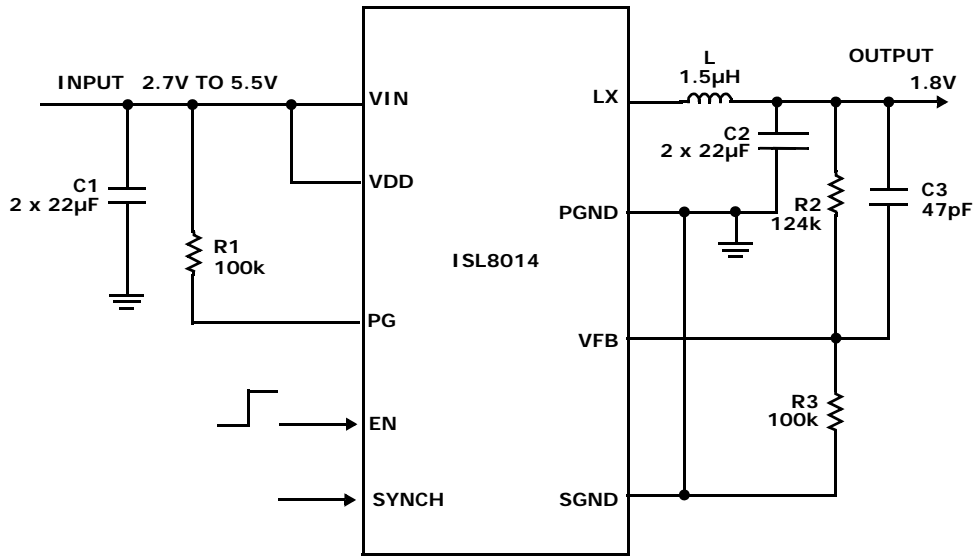 INPUT 2.7V TO 5.5V
VIN
LX
L
1.5µH
OUTPUT
1.8V
C2
2 x 22µF
C1
2 x 22µF
VDD
PGND
R2
124k
C3
47pF
R1
100k
ISL8014
PG
VFB
R3
100k
EN
SYNCH
SGND